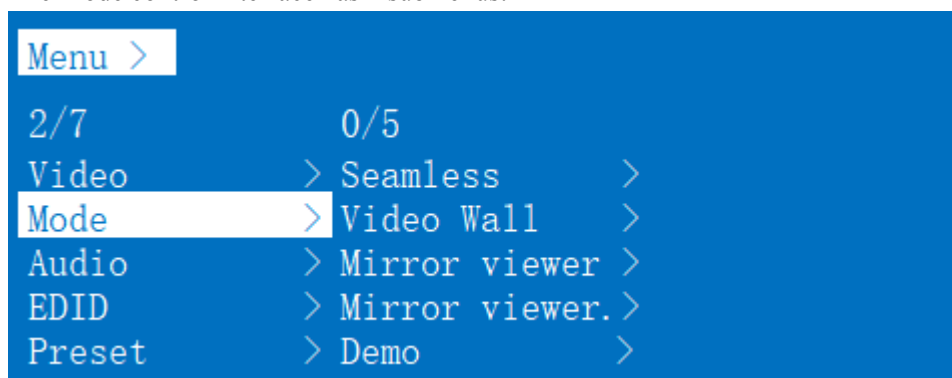 Menu >
2/7 0/5
Video > Seamless >
Mode > Video Wall >
Audio > Mirror viewer >
EDID > Mirror viewer. >
Preset > Demo >